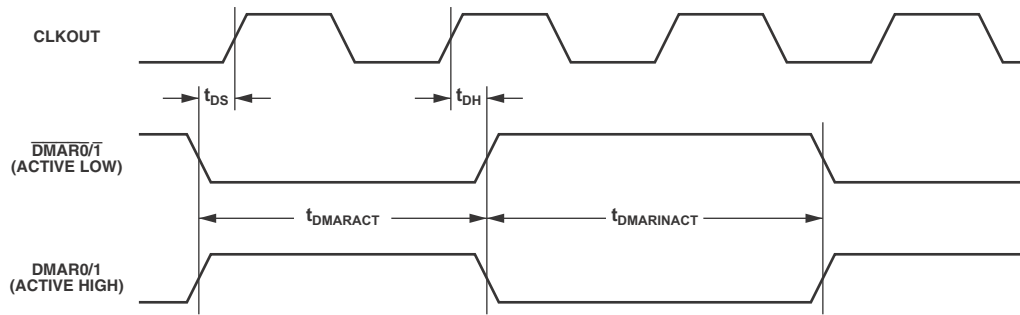 CLKOUT
tDS
tDH
DMAR0/1
(ACTIVE LOW)
tDMARACT
tDMARINACT
DMAR0/1
(ACTIVE HIGH)